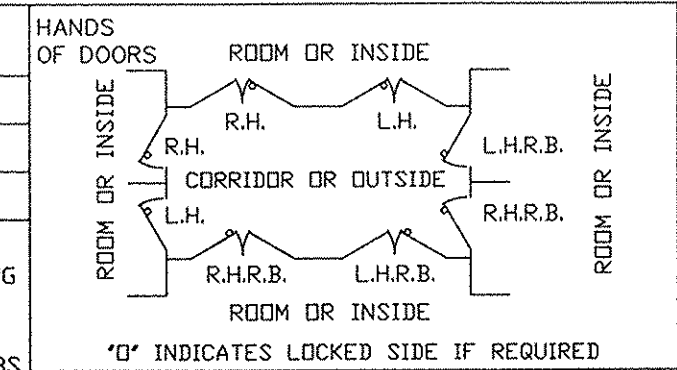 HANDS
OF DOORS
ROOM OR INSIDE
ROOM OR INSIDE
R.H.
L.H.
R.H.
L.H.R.B.
CORRIDOR OR OUTSIDE
ROOM OR INSIDE
L.H.
R.H.R.B.
R.H.R.B.
L.H.R.B.
G
ROOM OR INSIDE
"O" INDICATES LOCKED SIDE IF REQUIRED
BS